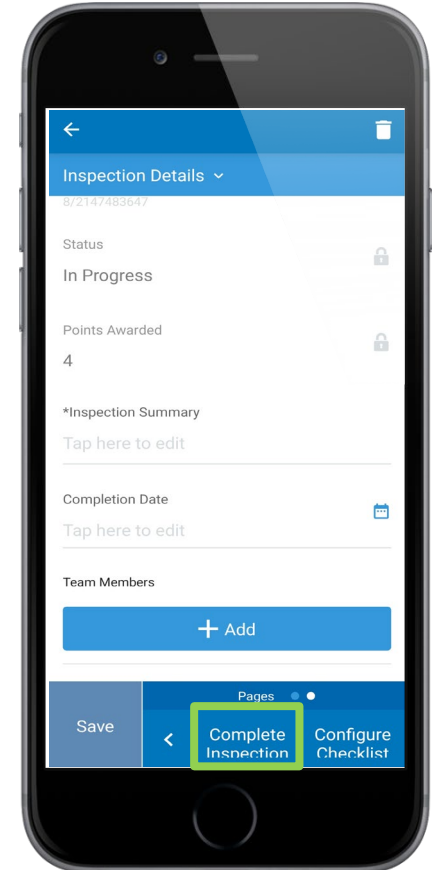 Inspection Details
8/2147483647
Status
In Progress
Points Awarded
4
*Inspection Summary
Tap here to edit
Completion Date
Tap here to edit
Team Members
+ Add
Pages
Save
<
Complete
Inspection
Configure
Checklist